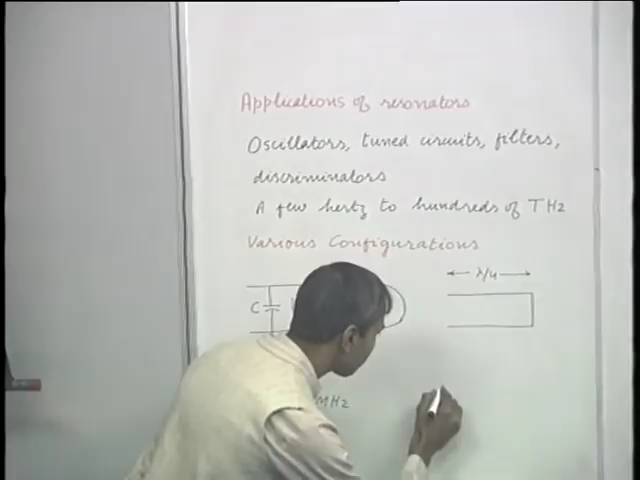 Applications of resonators
Oscillators, tuned circuits, filters,
discriminators
A few hertz to hundreds of THz
Various Configurations
λ/4
C
MHz